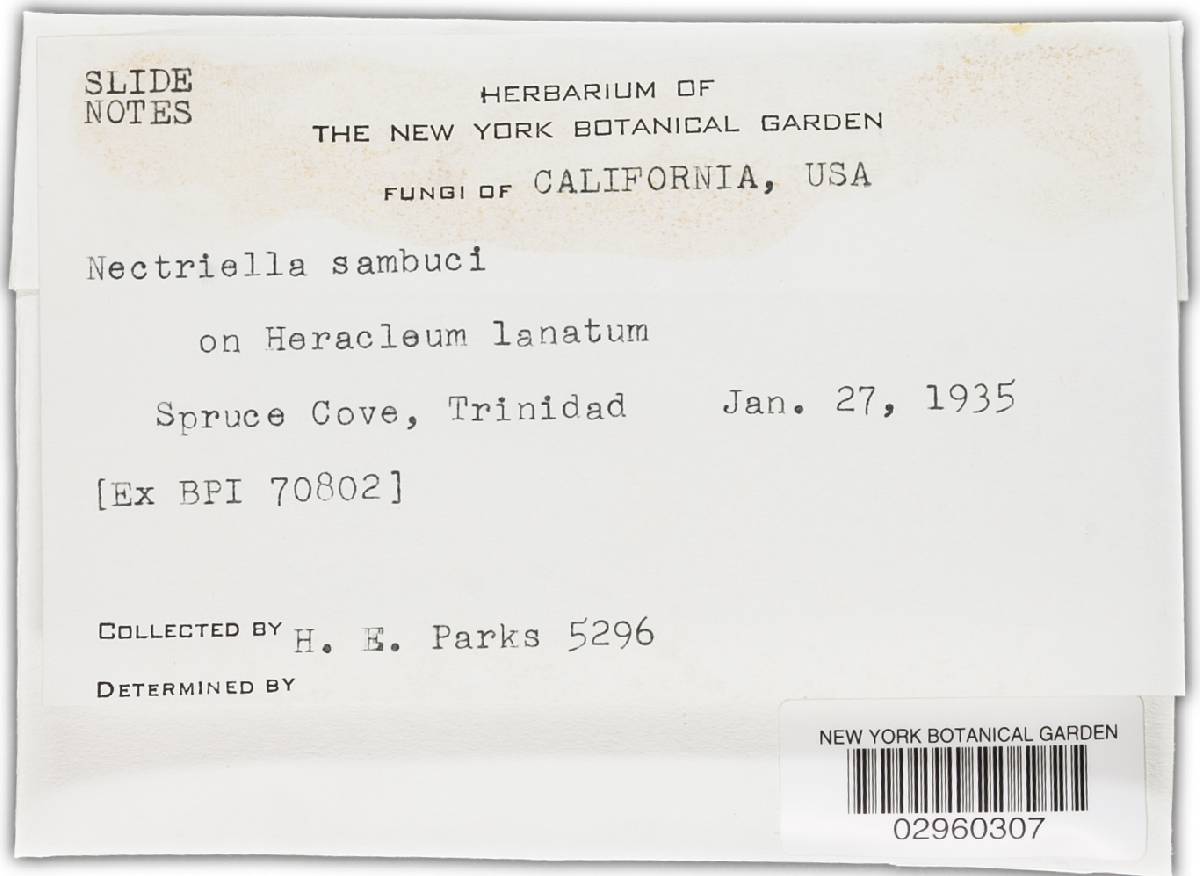 SLIDE
NOTES
HERBARIUM OF
THE NEW YORK BOTANICAL GARDEN
FUNGI OF CALIFORNIA, USA
Nectriella sambuci
on Heracleum lanatum
Spruce Cove, Trinidad Jan. 27, 1935
[Ex BPI 70802]
COLLECTED BY H. E. Parks 5296
DETERMINED BY
NEW YORK BOTANICAL GARDEN
02960307